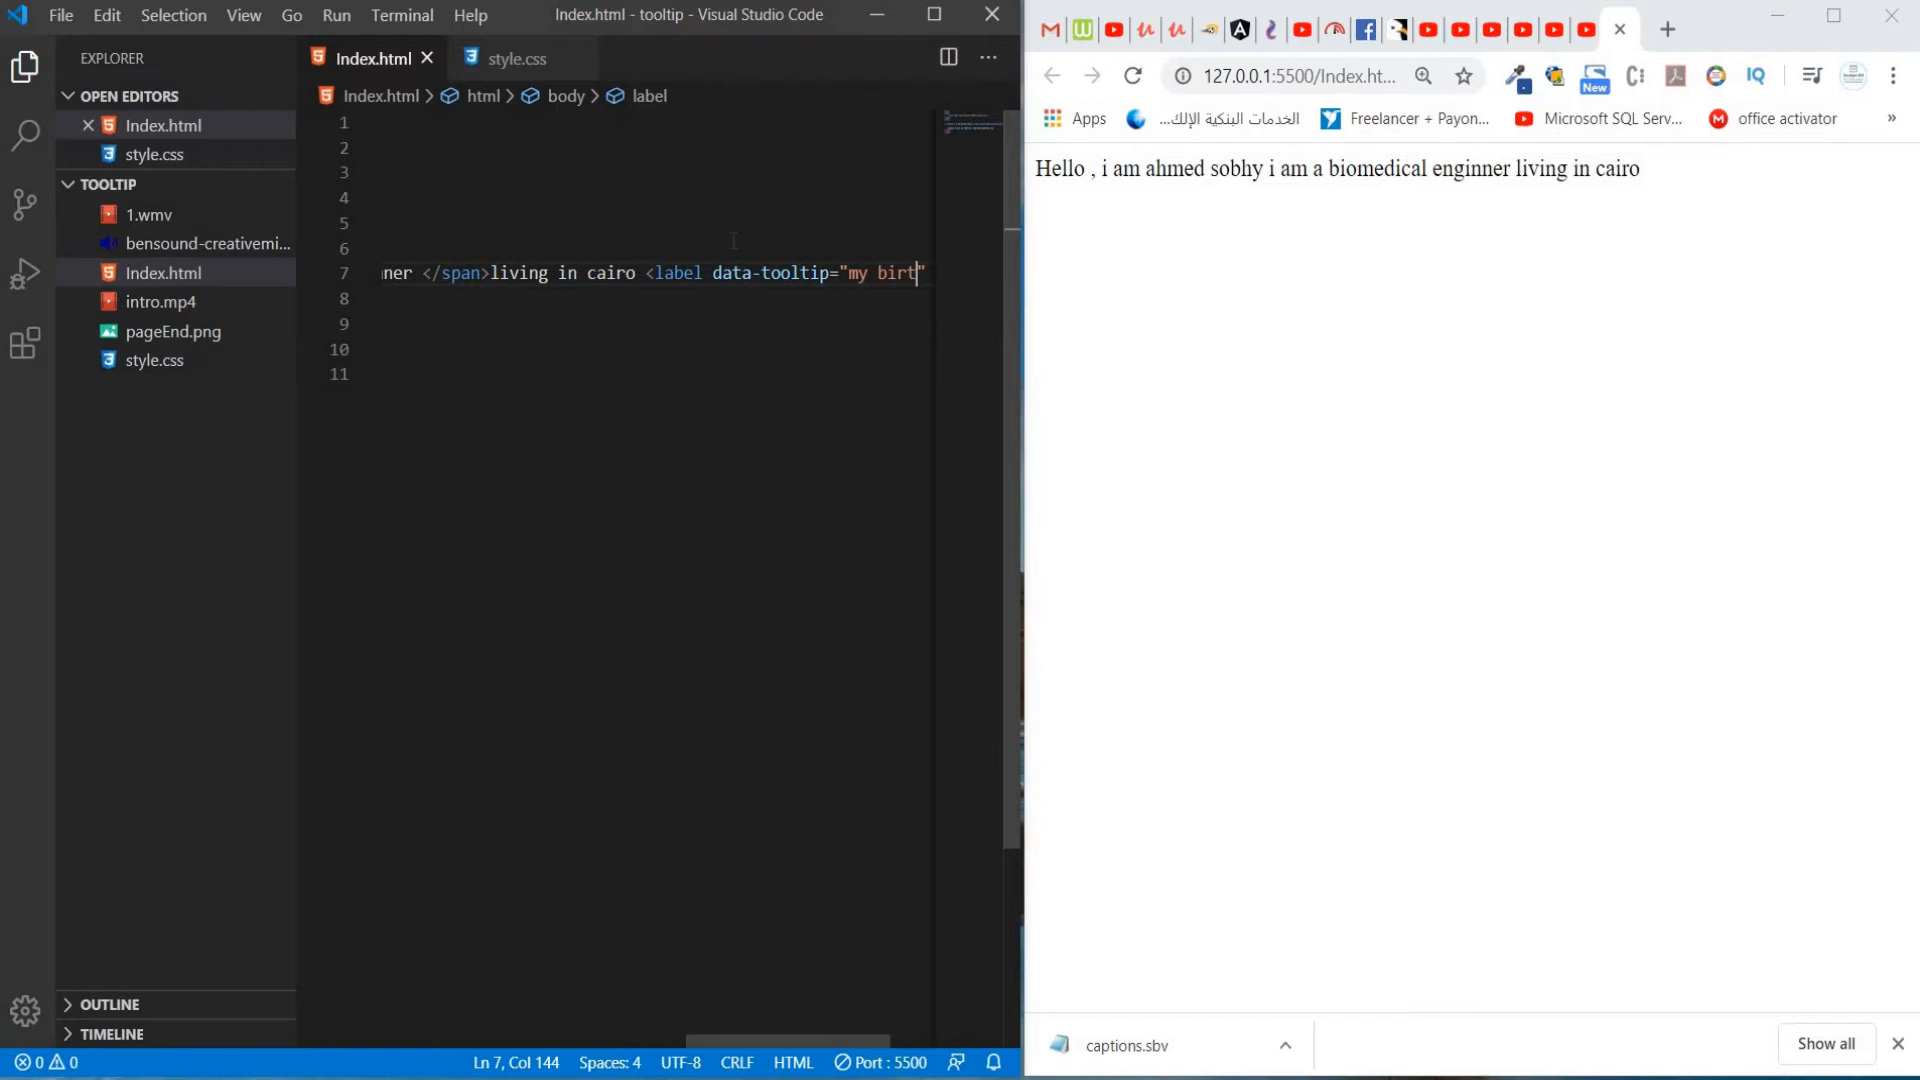 File Edit Selection View Go Run Terminal Help Index.html - tooltip - Visual Studio Code
EXPLORER
Index.html
style.css
OPEN EDITORS
Index.html > html > body > label
Index.html
style.css
TOOLTIP
1.wmv
bensound-creativemi...
Index.html
intro.mp4
pageEnd.png
style.css
1
2
3
4
5
6
7 nner </span>living in cairo <label data-tooltip="my birt"
8
9
10
11
OUTLINE
TIMELINE
0 0 Ln 7, Col 144 Spaces: 4 UTF-8 CRLF HTML Port : 5500
127.0.0.1:5500/Index.ht...
New
IQ
Apps
الخدمات البنكية الإلك...
Freelancer + Payon...
Microsoft SQL Serv...
office activator
»
Hello , i am ahmed sobhy i am a biomedical enginner living in cairo
captions.sbv
Show all